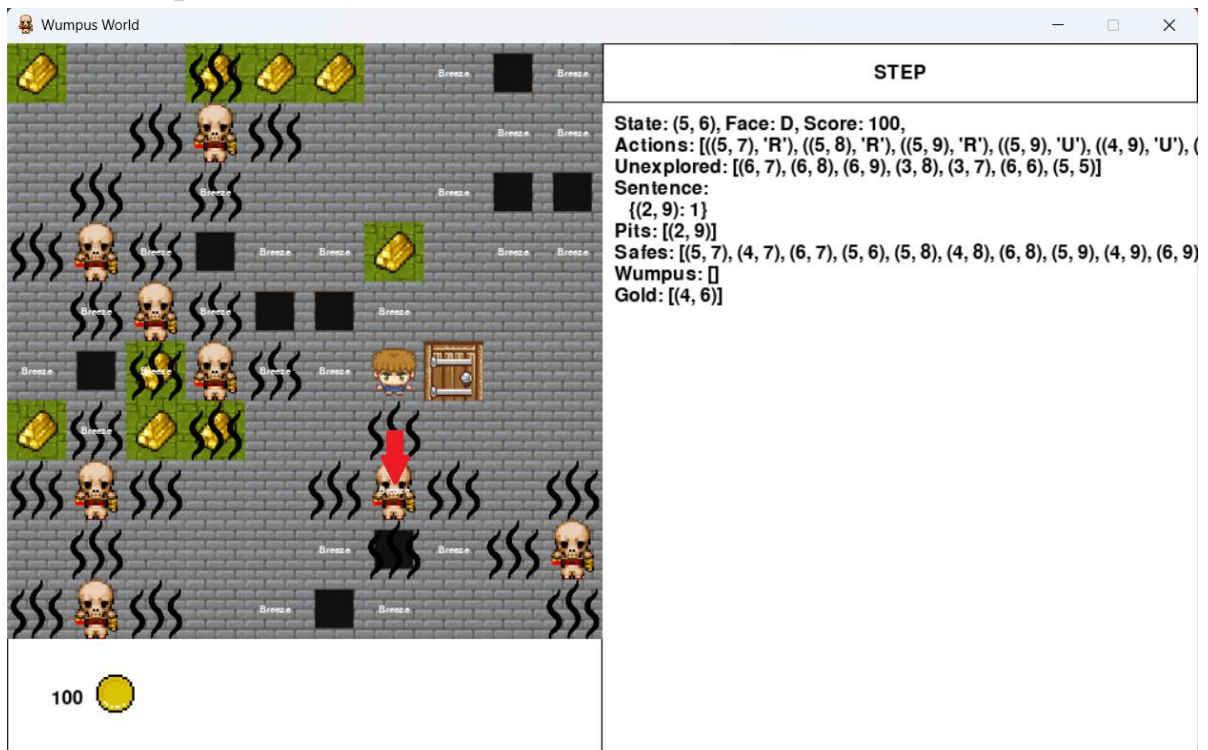 Wumpus World
STEP
State: (5, 6), Face: D, Score: 100,
Actions: [((5, 7), 'R'), ((5, 8), 'R'), ((5, 9), 'R'), ((5, 9), 'U'), ((4, 9), 'U'), (
Unexplored: [(6, 7), (6, 8), (6, 9), (3, 8), (3, 7), (6, 6), (5, 5)]
Sentence:
{(2, 9): 1}
Pits: [(2, 9)]
Safes: [(5, 7), (4, 7), (6, 7), (5, 6), (5, 8), (4, 8), (6, 8), (5, 9), (4, 9), (6, 9)
Wumpus: []
Gold: [(4, 6)]
Breeze Breeze
Breeze Breeze
Breeze Breeze
Breeze Breeze Breeze Breeze Breeze
Breeze Breeze Breeze
Breeze Breeze Breeze Breeze
Breeze
Breeze
Breeze Breeze
Breeze Breeze
100